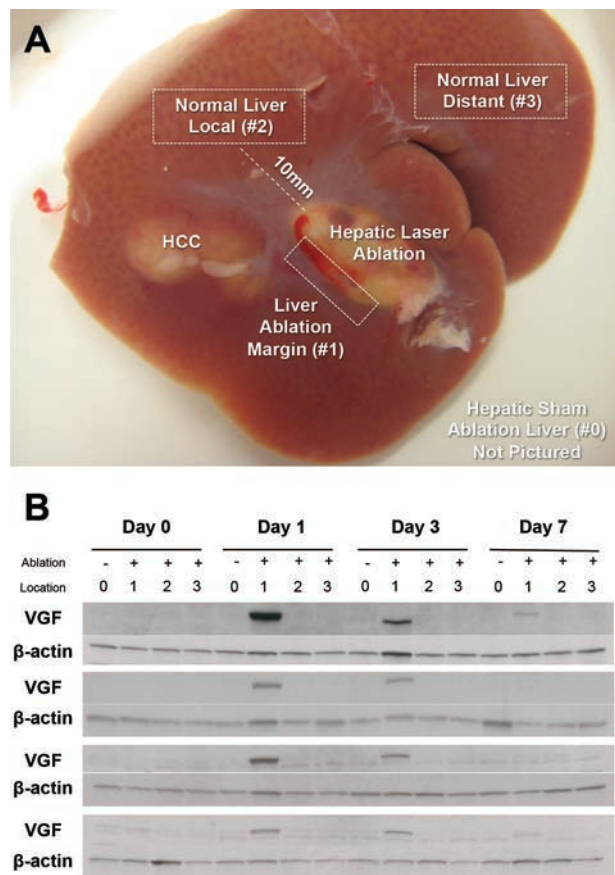 A
Normal Liver
Local (#2)
Normal Liver
Distant (#3)
10mm
HCC
Hepatic Laser
Ablation
Liver
Ablation
Margin (#1)
Hepatic Sham
Ablation Liver (#0)
Not Pictured
B
Day 0 Day 1 Day 3 Day 7
Ablation - + + + - + + + - + + + - + + +
Location 0 1 2 3 0 1 2 3 0 1 2 3 0 1 2 3
VGF
β-actin
VGF
β-actin
VGF
β-actin
VGF
β-actin